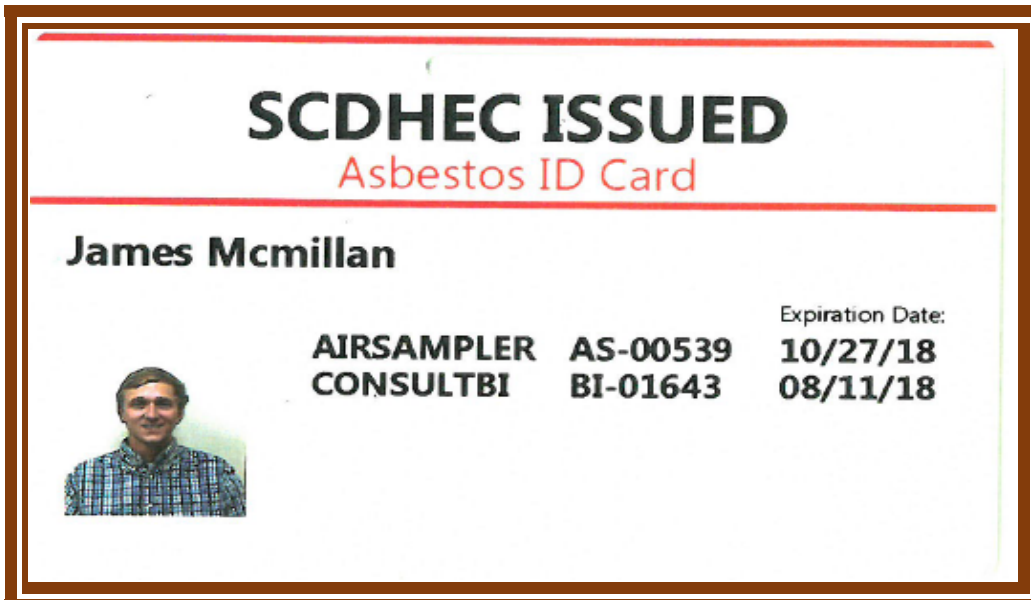 SCDHEC ISSUED
Asbestos ID Card
James Mcmillan
Expiration Date:
AIRSAMPLER AS-00539 10/27/18
CONSULTBI BI-01643 08/11/18